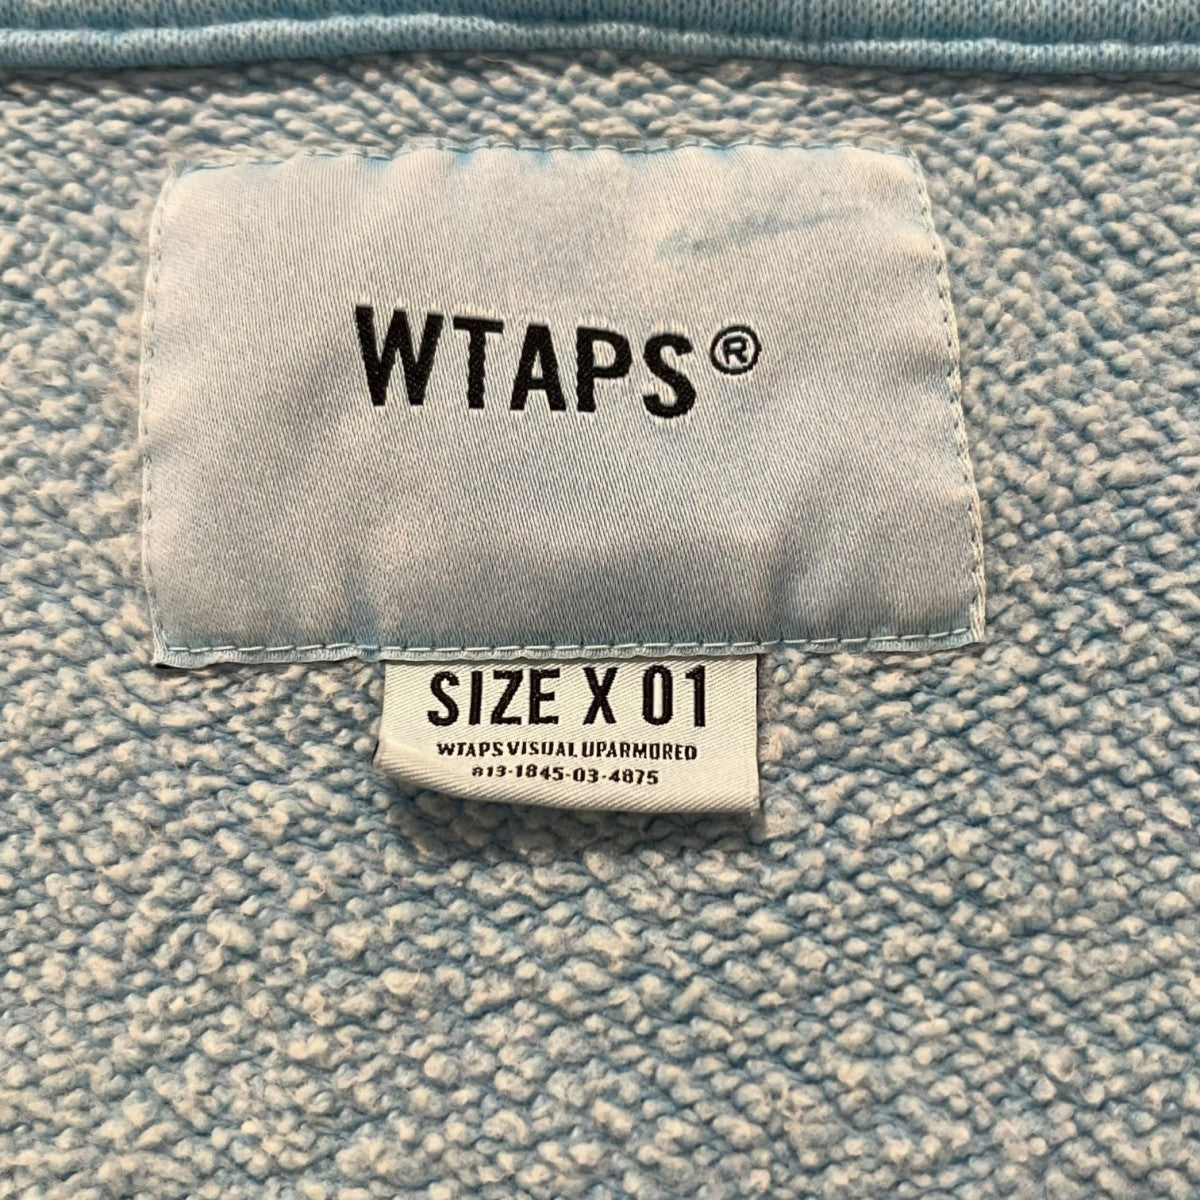 WTAPS®
SIZE X 01
WTAPS VISUAL UPARMORED
813-1845-03-4875